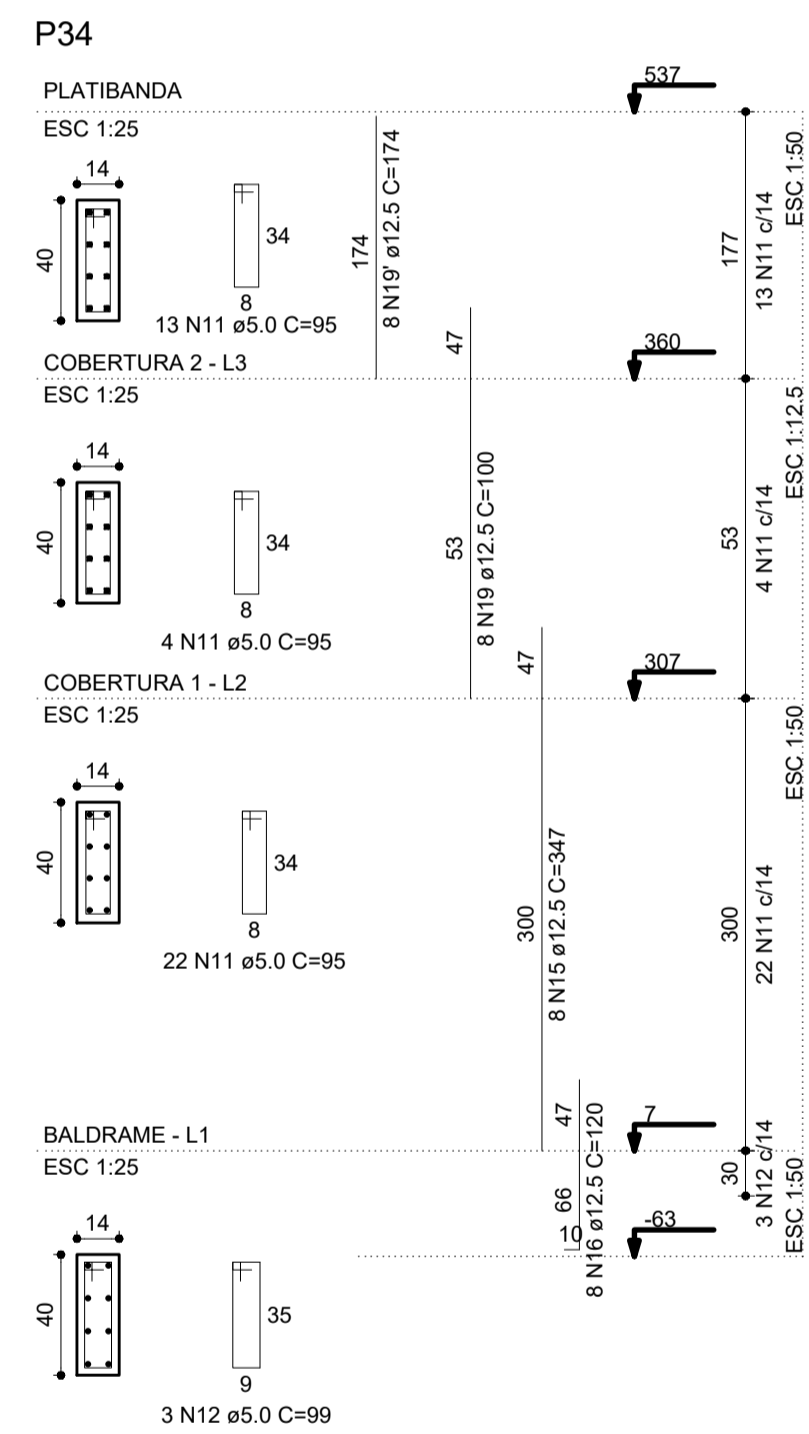 P34
PLATIBANDA
537
ESC 1:25
14
40
34
8
13 N11 ø5.0 C=95
174
8 N19' ø12.5 C=174
177
13 N11 c/14
ESC 1:50
COBERTURA 2 - L3
360
ESC 1:25
14
40
34
8
4 N11 ø5.0 C=95
47
53
8 N19 ø12.5 C=100
53
4 N11 c/14
ESC 1:12.5
COBERTURA 1 - L2
307
ESC 1:25
14
40
34
8
22 N11 ø5.0 C=95
47
300
8 N15 ø12.5 C=347
300
22 N11 c/14
ESC 1:50
BALDRAME - L1
7
ESC 1:25
14
40
35
9
3 N12 ø5.0 C=99
47
66
10
8 N16 ø12.5 C=120
-63
30
3 N12 c/14
ESC 1:50